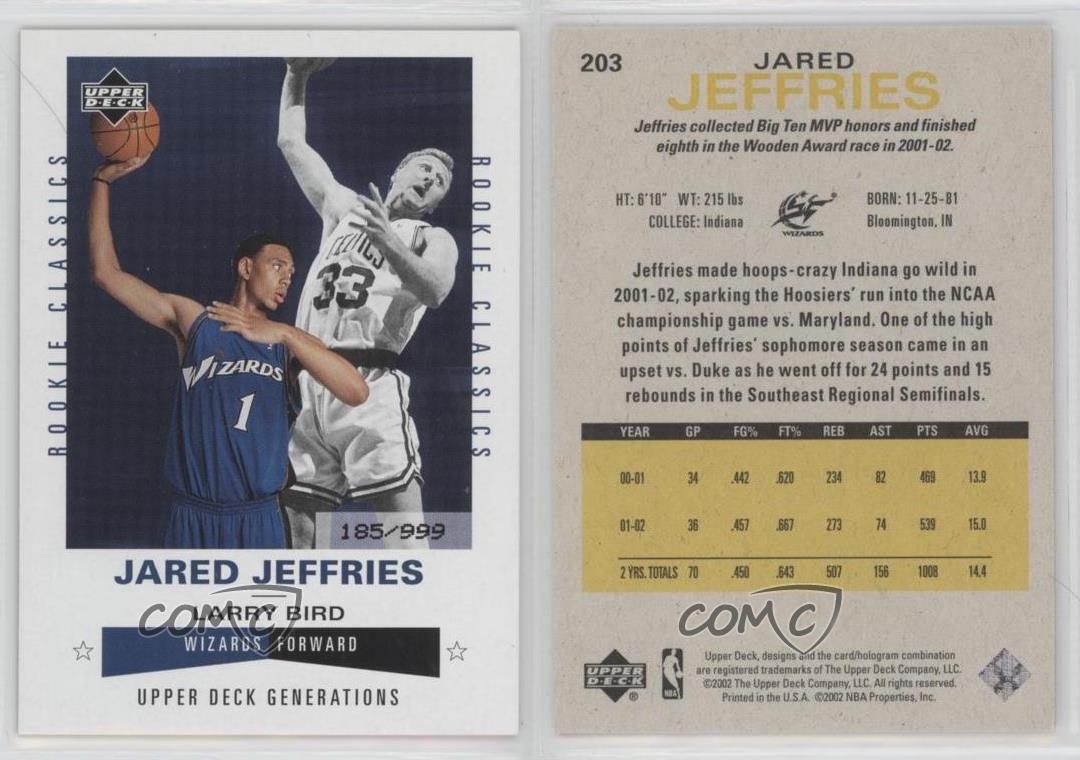 UPPER
D·E·C·K
ROOKIE CLASSICS
ROOKIE CLASSICS
CELTICS
33
WIZARDS
1
185/999
JARED JEFFRIES
LARRY BIRD
COMC
WIZARDS FORWARD
UPPER DECK GENERATIONS
203
JARED
JEFFRIES
Jeffries collected Big Ten MVP honors and finished
eighth in the Wooden Award race in 2001-02.
HT: 6'10" WT: 215 lbs
COLLEGE: Indiana
WIZARDS
BORN: 11-25-81
Bloomington, IN
Jeffries made hoops-crazy Indiana go wild in
2001-02, sparking the Hoosiers' run into the NCAA
championship game vs. Maryland. One of the high
points of Jeffries' sophomore season came in an
upset vs. Duke as he went off for 24 points and 15
rebounds in the Southeast Regional Semifinals.
YEAR GP FG% FT% REB AST PTS AVG
00-01 34 .442 .620 234 82 469 13.9
01-02 36 .457 .667 273 74 539 15.0
2 YRS. TOTALS 70 .450 .643 507 156 1008 14.4
COMC
UPPER
D·E·C·K
®
NBA
Upper Deck, designs and the card/hologram combination
are registered trademarks of The Upper Deck Company, LLC.
©2002 The Upper Deck Company, LLC. All rights reserved.
Printed in the U.S.A. ©2002 NBA Properties, Inc.